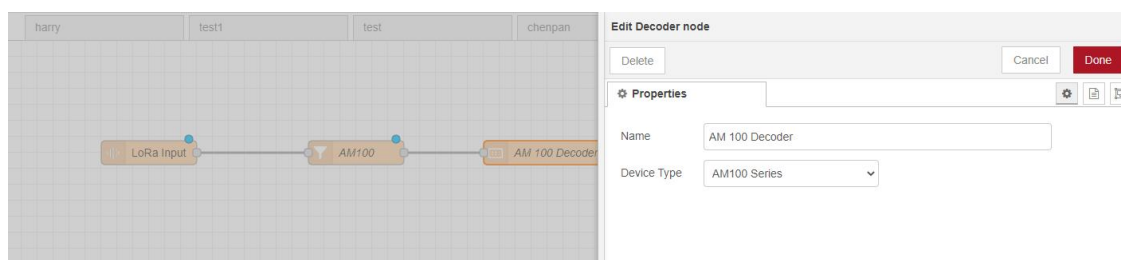 harry
test1
test
chenpan
Edit Decoder node
Delete
Cancel
Done
Properties
LoRa Input
AM100
AM 100 Decoder
Name
AM 100 Decoder
Device Type
AM100 Series